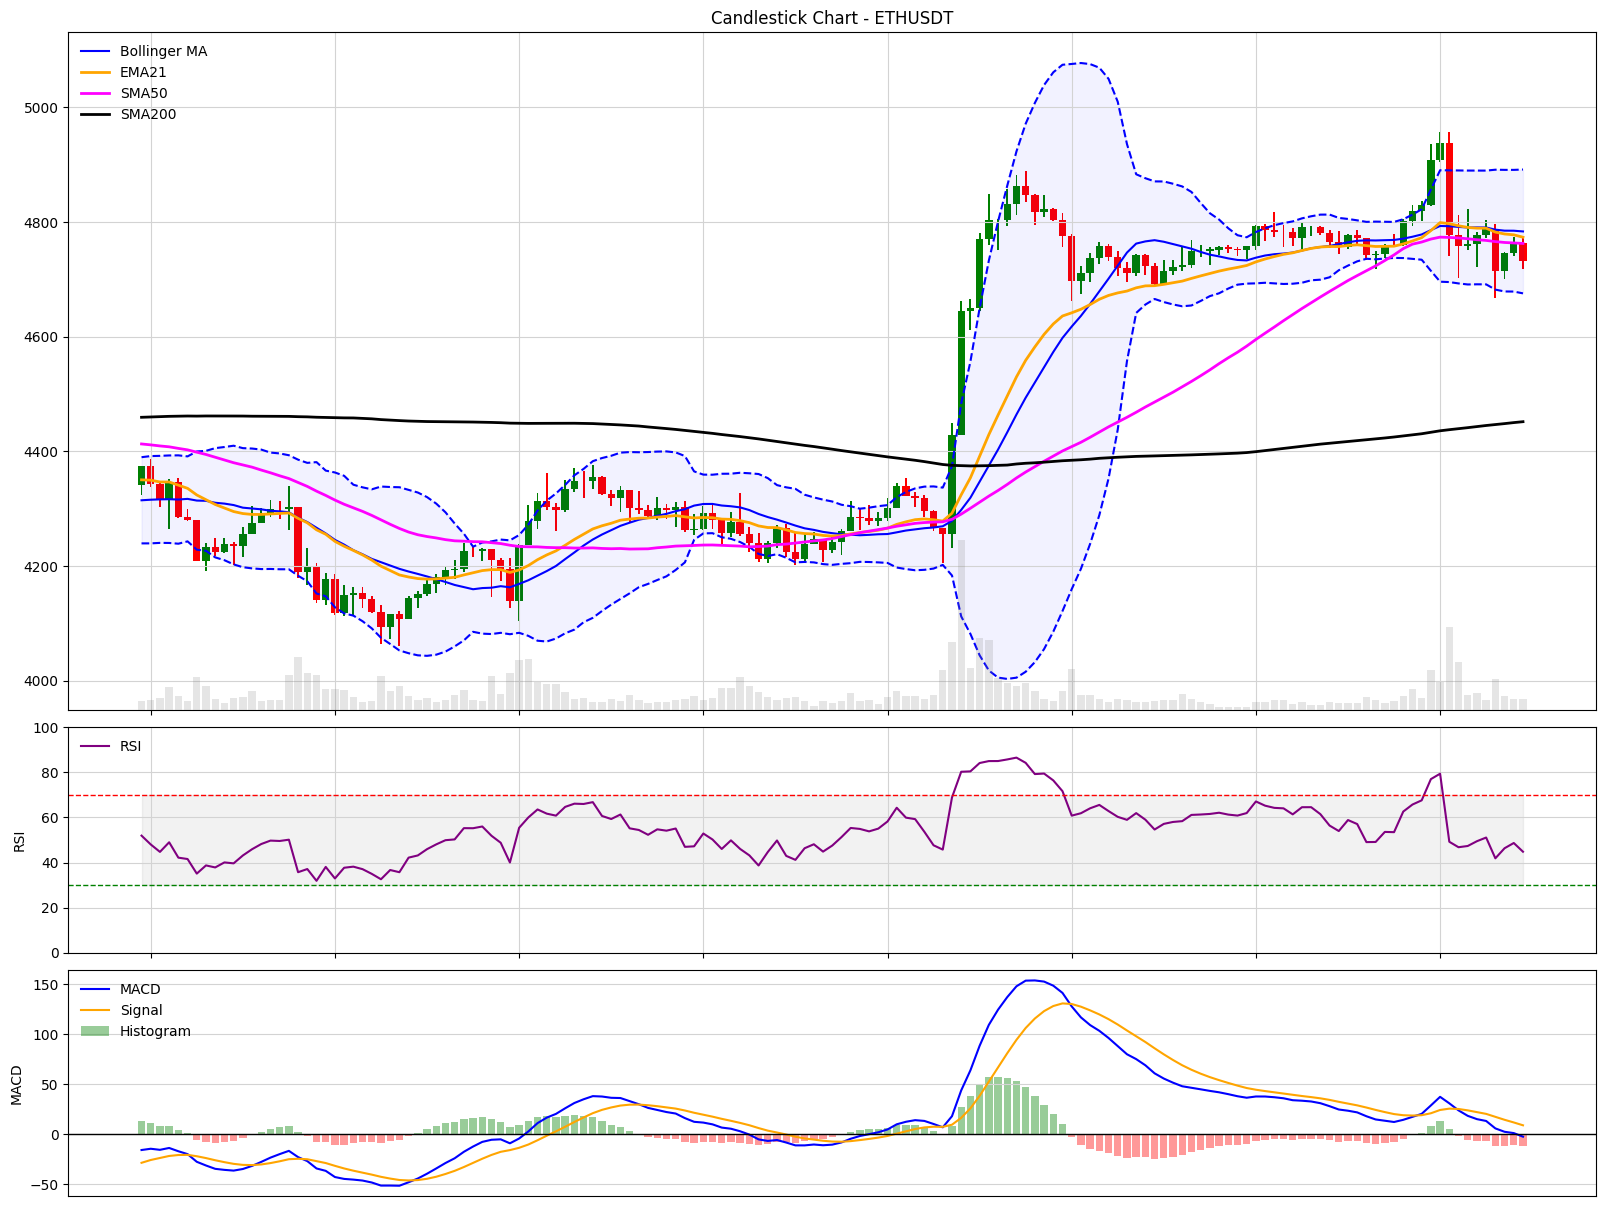 Candlestick Chart - ETHUSDT
Bollinger MA
EMA21
SMA50
SMA200
5000
4800
4600
4400
4200
4000
RSI
100
80
60
40
20
0
RSI
MACD
Signal
Histogram
150
100
50
0
−50
MACD